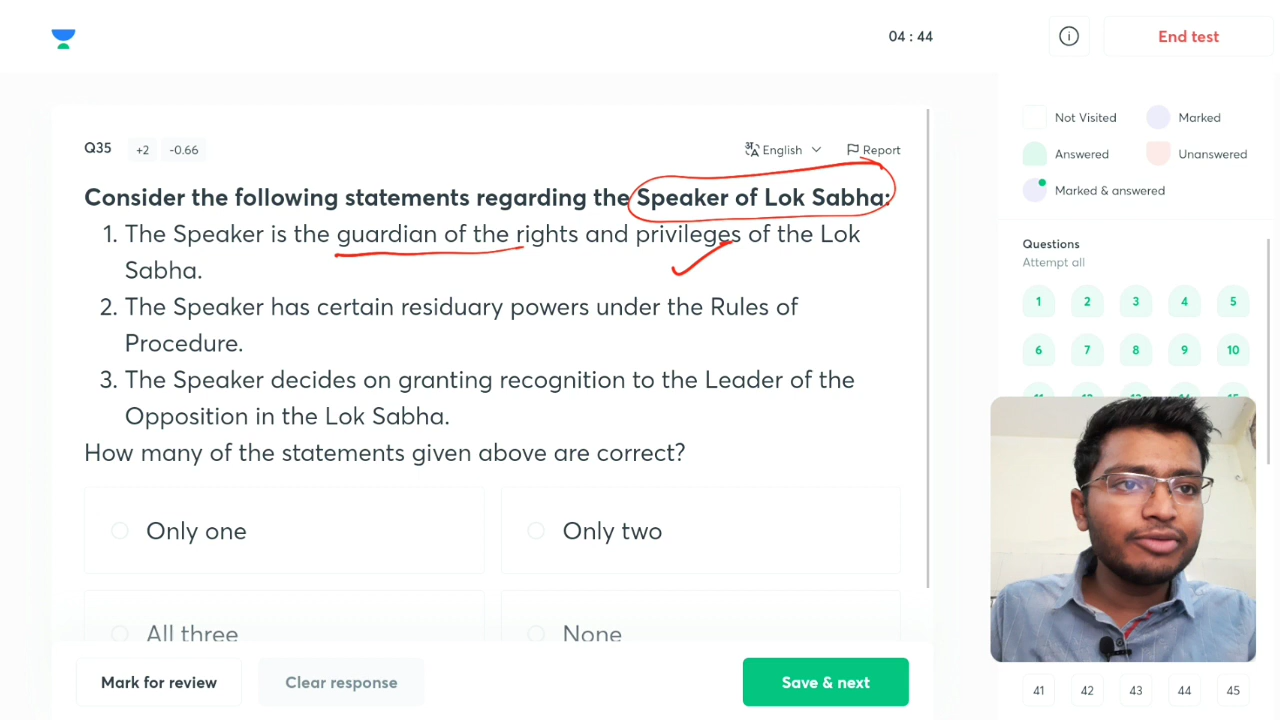 04 : 44
End test
Q35
+2
-0.66
English
Report
Consider the following statements regarding the Speaker of Lok Sabha:
1. The Speaker is the guardian of the rights and privileges of the Lok
Sabha.
2. The Speaker has certain residuary powers under the Rules of
Procedure.
3. The Speaker decides on granting recognition to the Leader of the
Opposition in the Lok Sabha.
How many of the statements given above are correct?
Only one
Only two
All three
None
Mark for review
Clear response
Save & next
Not Visited
Marked
Answered
Unanswered
Marked & answered
Questions
Attempt all
1 2 3 4 5
6 7 8 9 10
41 42 43 44 45